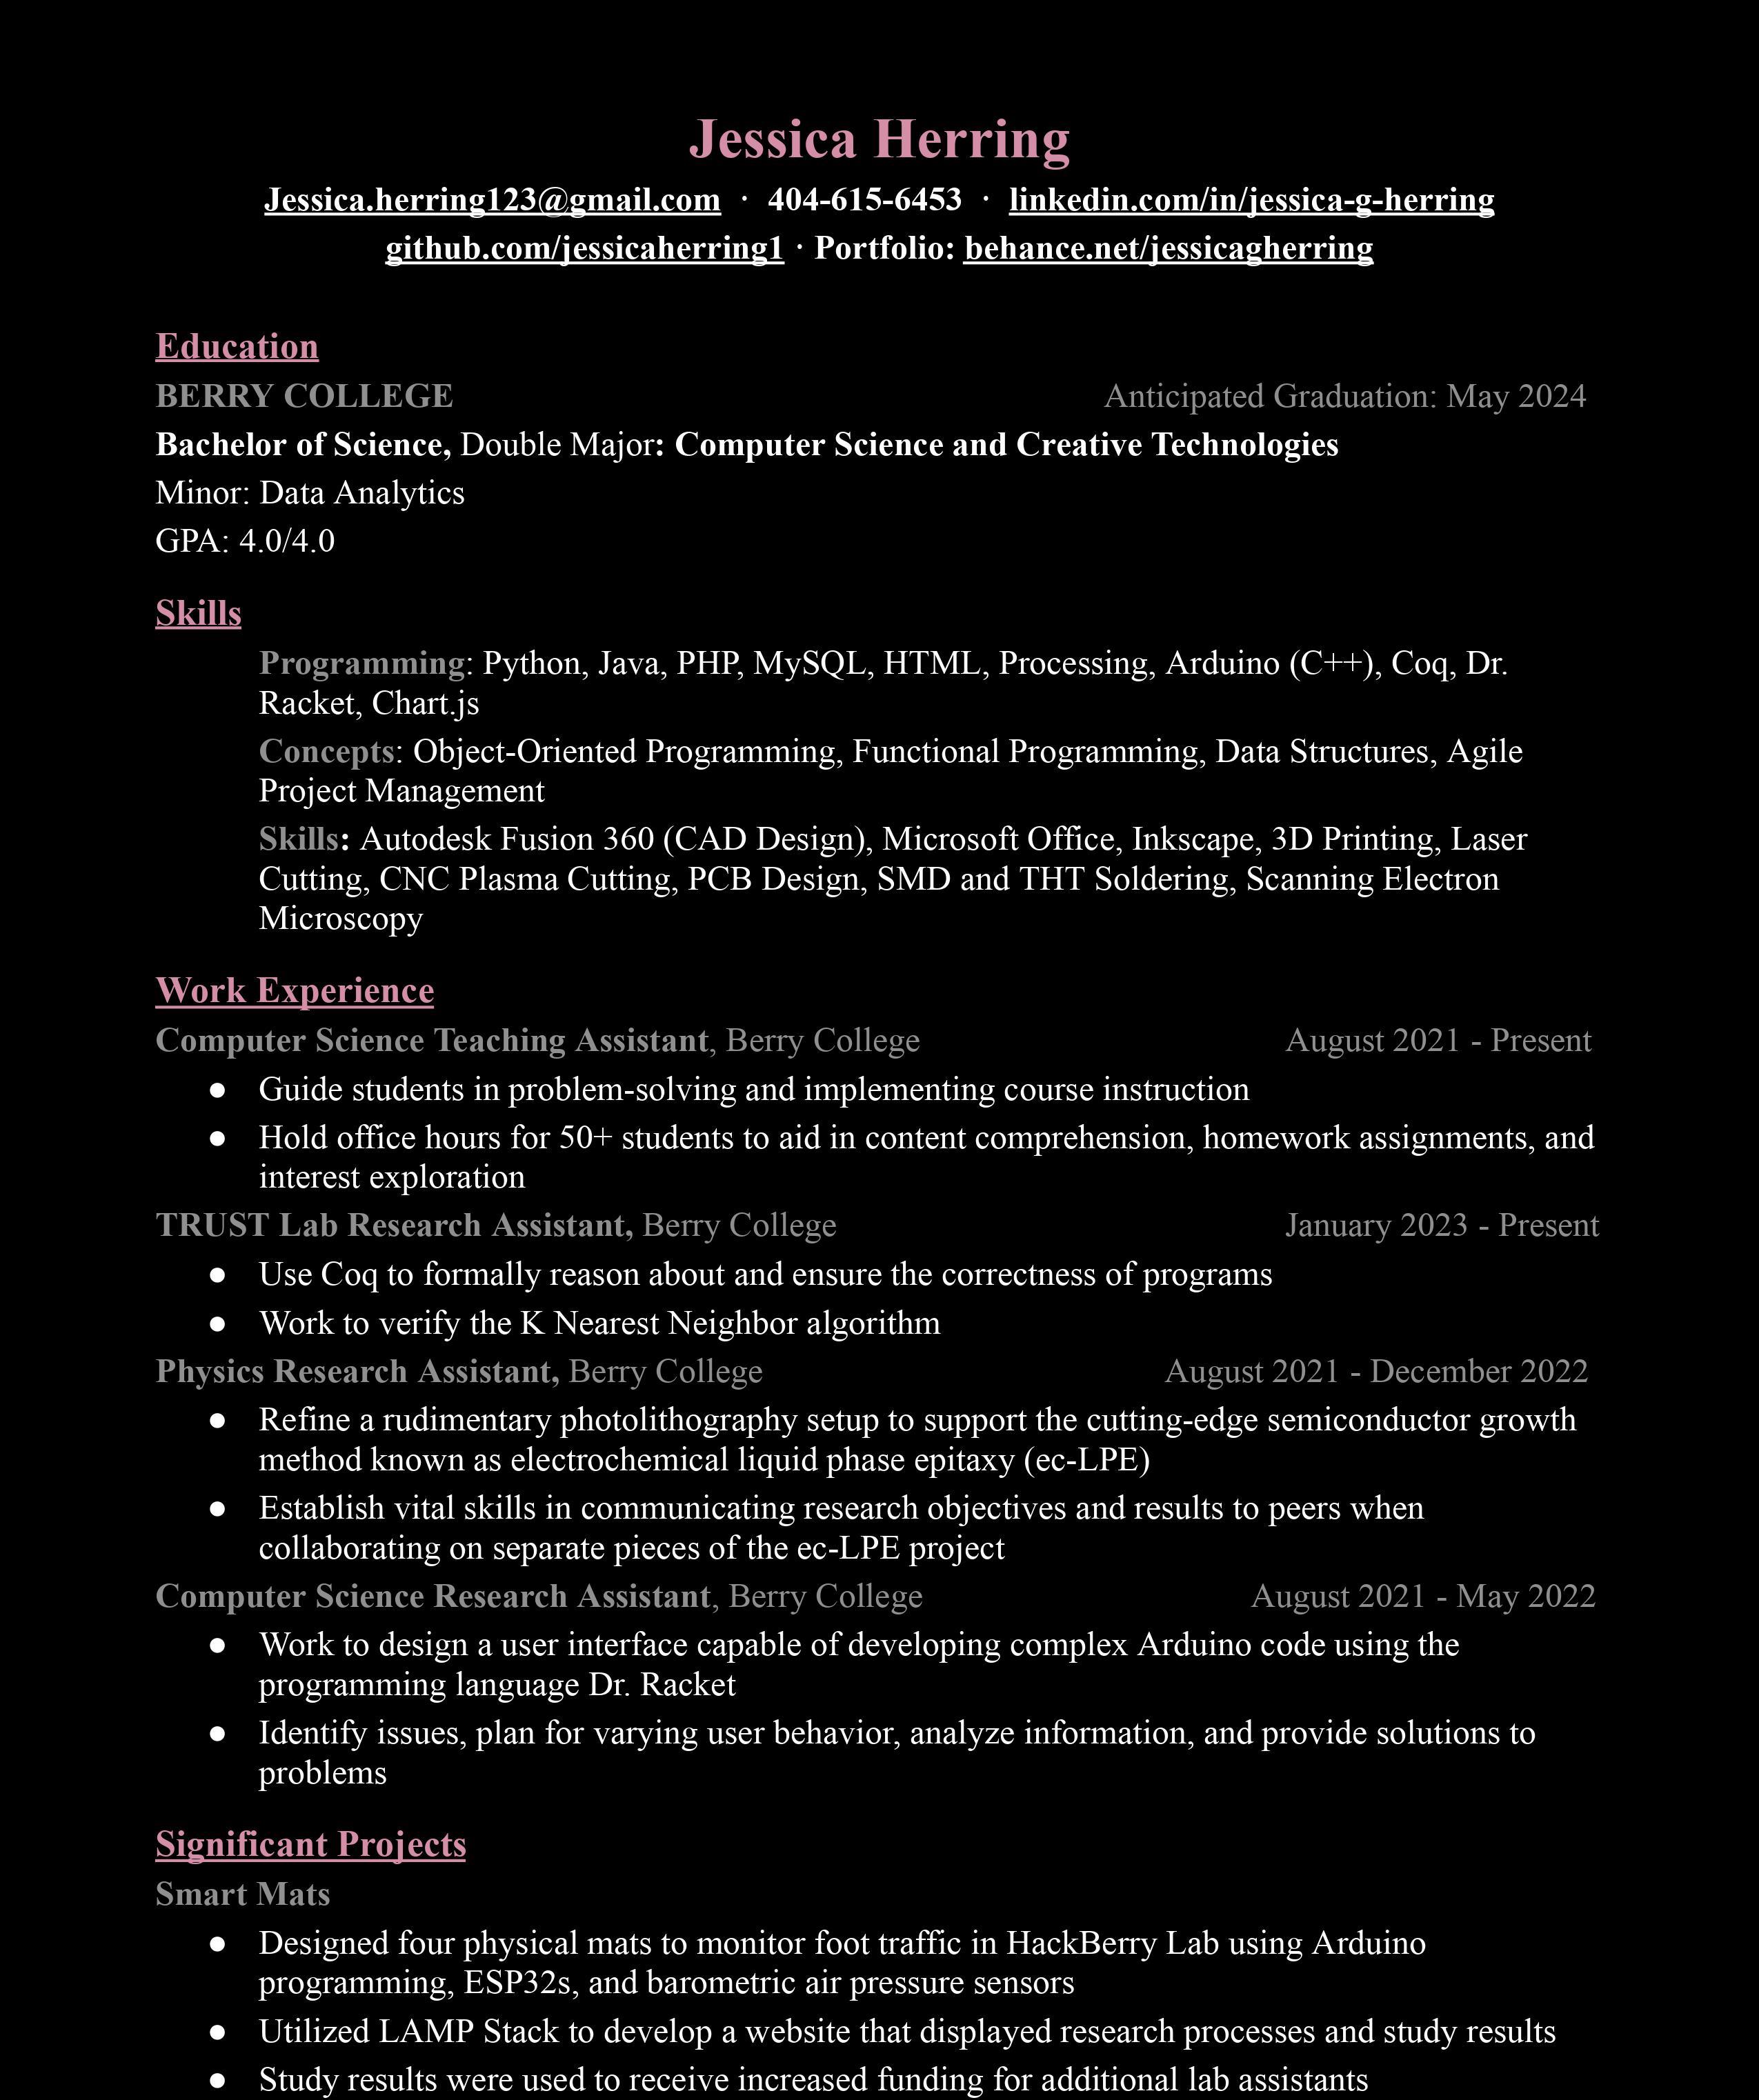 Jessica Herring
Jessica.herring123@gmail.com · 404-615-6453 · linkedin.com/in/jessica-g-herring
github.com/jessicaherring1 · Portfolio: behance.net/jessicagherring
Education
BERRY COLLEGE Anticipated Graduation: May 2024
Bachelor of Science, Double Major: Computer Science and Creative Technologies
Minor: Data Analytics
GPA: 4.0/4.0
Skills
Programming: Python, Java, PHP, MySQL, HTML, Processing, Arduino (C++), Coq, Dr.
Racket, Chart.js
Concepts: Object-Oriented Programming, Functional Programming, Data Structures, Agile
Project Management
Skills: Autodesk Fusion 360 (CAD Design), Microsoft Office, Inkscape, 3D Printing, Laser
Cutting, CNC Plasma Cutting, PCB Design, SMD and THT Soldering, Scanning Electron
Microscopy
Work Experience
Computer Science Teaching Assistant, Berry College August 2021 - Present
● Guide students in problem-solving and implementing course instruction
● Hold office hours for 50+ students to aid in content comprehension, homework assignments, and
interest exploration
TRUST Lab Research Assistant, Berry College January 2023 - Present
● Use Coq to formally reason about and ensure the correctness of programs
● Work to verify the K Nearest Neighbor algorithm
Physics Research Assistant, Berry College August 2021 - December 2022
● Refine a rudimentary photolithography setup to support the cutting-edge semiconductor growth
method known as electrochemical liquid phase epitaxy (ec-LPE)
● Establish vital skills in communicating research objectives and results to peers when
collaborating on separate pieces of the ec-LPE project
Computer Science Research Assistant, Berry College August 2021 - May 2022
● Work to design a user interface capable of developing complex Arduino code using the
programming language Dr. Racket
● Identify issues, plan for varying user behavior, analyze information, and provide solutions to
problems
Significant Projects
Smart Mats
● Designed four physical mats to monitor foot traffic in HackBerry Lab using Arduino
programming, ESP32s, and barometric air pressure sensors
● Utilized LAMP Stack to develop a website that displayed research processes and study results
● Study results were used to receive increased funding for additional lab assistants